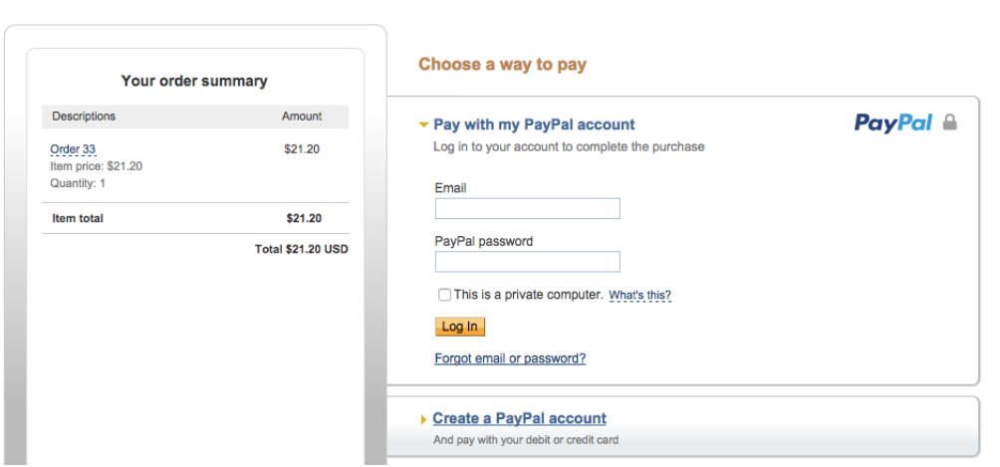 Your order summary
Descriptions Amount
Order 33 $21.20
Item price: $21.20
Quantity: 1
Item total $21.20
Total $21.20 USD
Choose a way to pay
Pay with my PayPal account PayPal
Log in to your account to complete the purchase
Email
PayPal password
This is a private computer. What's this?
Log In
Forgot email or password?
Create a PayPal account
And pay with your debit or credit card